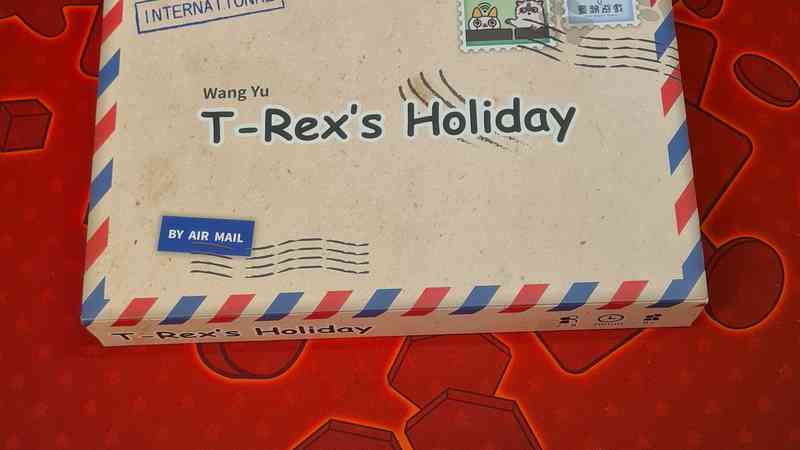 INTERNATIONAL
Wang Yu
T-Rex's Holiday
BY AIR MAIL
T-Rex's Holiday